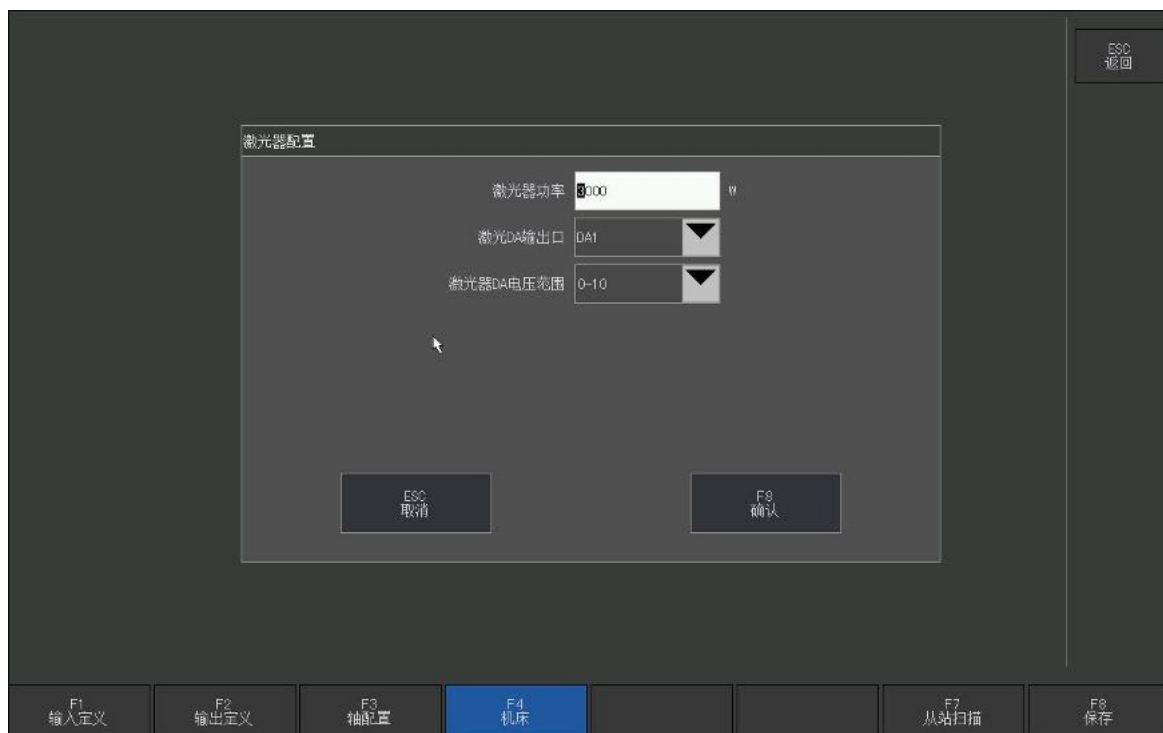 ESC
返回
激光器配置
激光器功率 3000 W
激光DA输出口 DA1
激光器DA电压范围 0-10
ESC
取消
F8
确认
F1
输入定义
F2
输出定义
F3
轴配置
F4
机床
F7
从站扫描
F8
保存